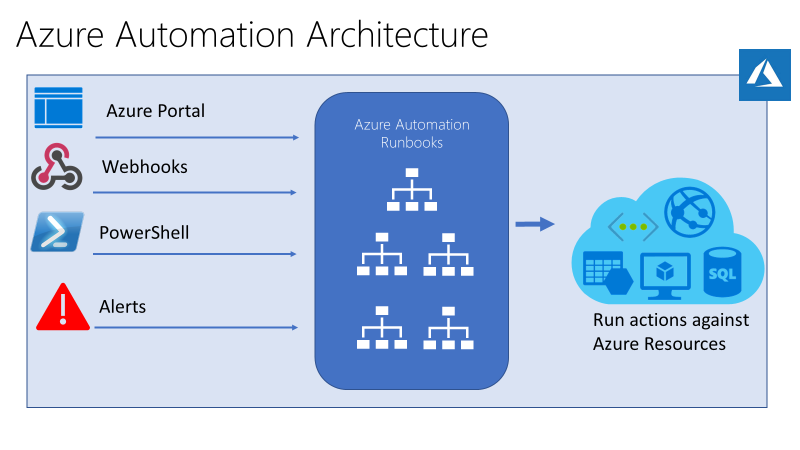 Azure Automation Architecture
Azure Portal
Webhooks
PowerShell
Alerts
Azure Automation
Runbooks
SQL
Run actions against
Azure Resources